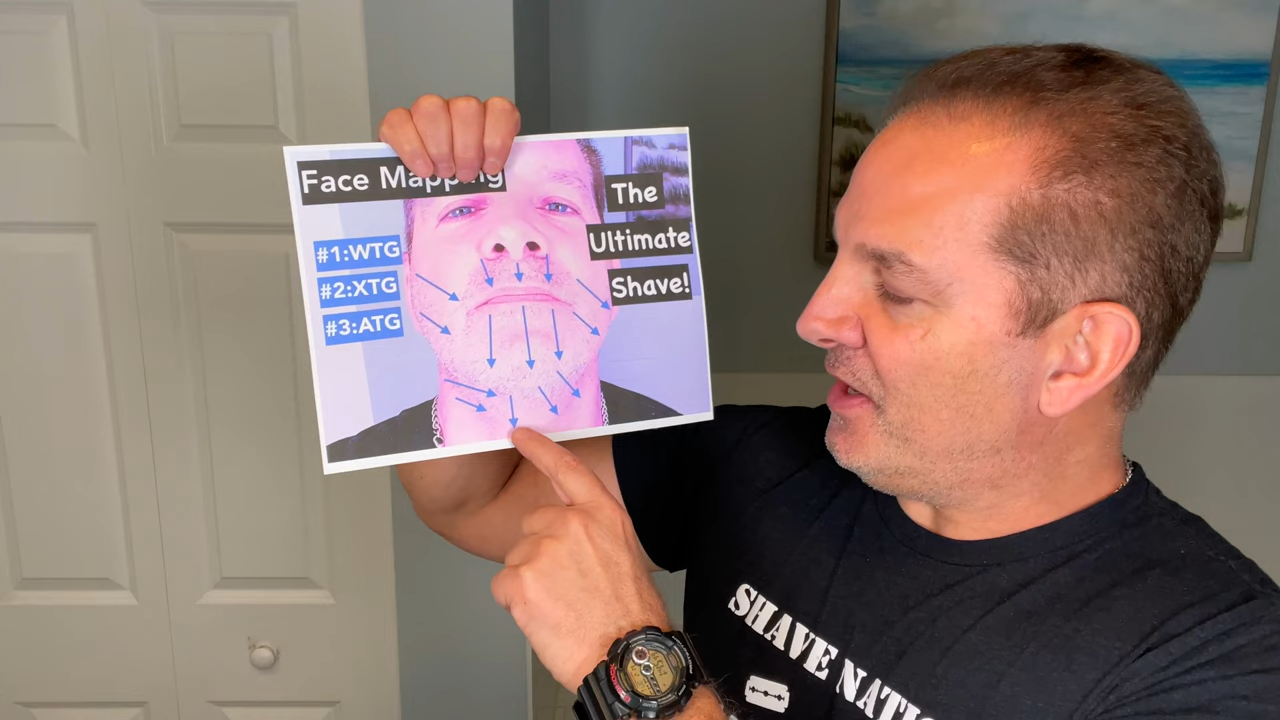 Face Mapping
The
Ultimate
Shave!
#1:WTG
#2:XTG
#3:ATG
SHAVE